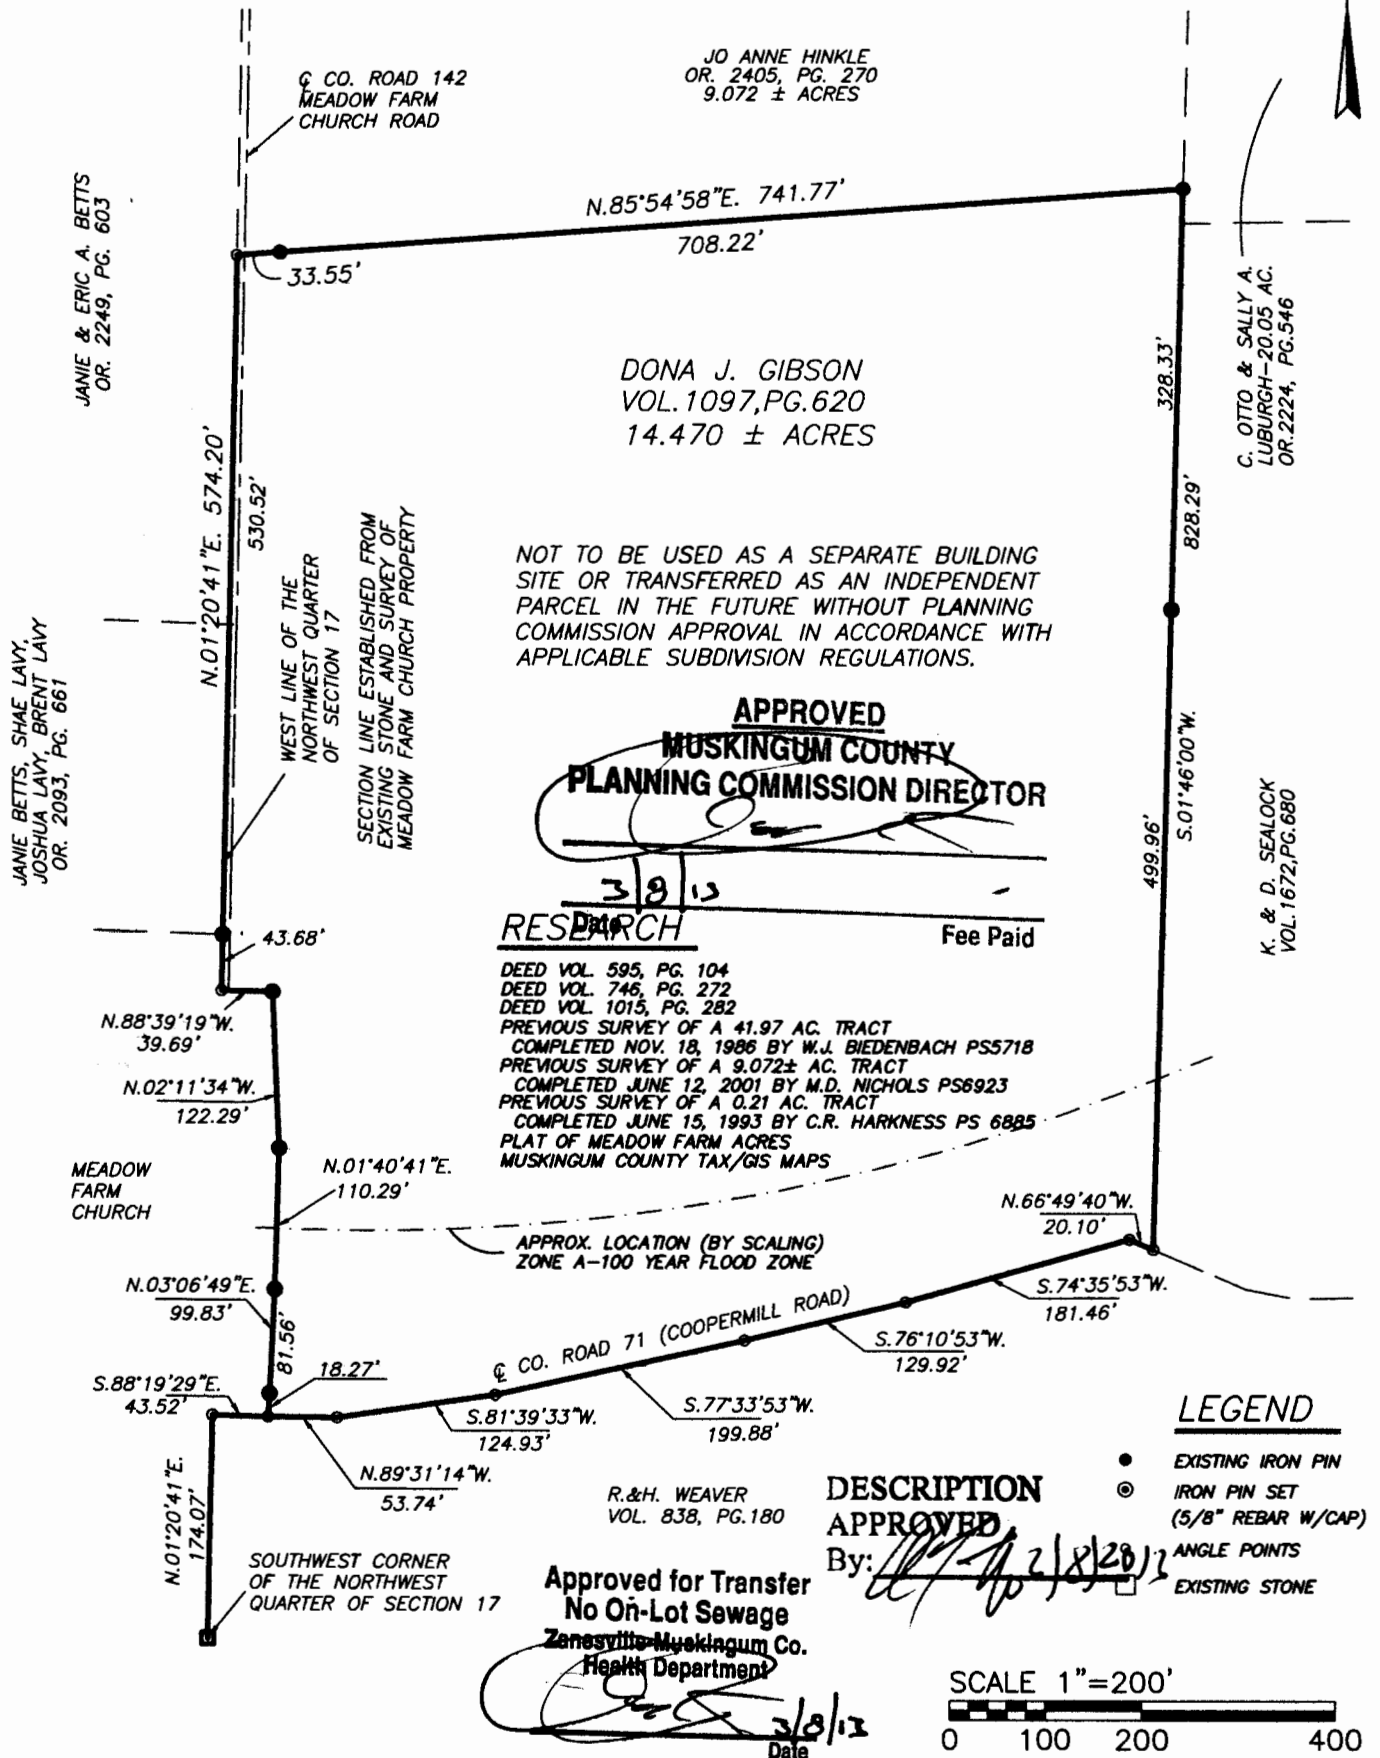 JO ANNE HINKLE
OR. 2405, PG. 270
9.072 ± ACRES
℄ CO. ROAD 142
MEADOW FARM
CHURCH ROAD
JANIE & ERIC A. BETTS
OR. 2249, PG. 603
N.85°54'58"E. 741.77'
708.22'
33.55'
C. OTTO & SALLY A.
LUBURGH-20.05 AC.
OR.2224, PG.546
328.33'
828.29'
DONA J. GIBSON
VOL.1097,PG.620
14.470 ± ACRES
N.01°20'41"E. 574.20'
530.52'
WEST LINE OF THE
NORTHWEST QUARTER
OF SECTION 17
SECTION LINE ESTABLISHED FROM
EXISTING STONE AND SURVEY OF
MEADOW FARM CHURCH PROPERTY
NOT TO BE USED AS A SEPARATE BUILDING
SITE OR TRANSFERRED AS AN INDEPENDENT
PARCEL IN THE FUTURE WITHOUT PLANNING
COMMISSION APPROVAL IN ACCORDANCE WITH
APPLICABLE SUBDIVISION REGULATIONS.
JANIE BETTS, SHAE LAVY,
JOSHUA LAVY, BRENT LAVY
OR. 2093, PG. 661
APPROVED
MUSKINGUM COUNTY
PLANNING COMMISSION DIRECTOR
3|8|13
Date
Fee Paid
S.01°46'00"W.
499.96'
K. & D. SEALOCK
VOL.1672,PG.680
43.68'
RESEARCH
DEED VOL. 595, PG. 104
DEED VOL. 746, PG. 272
DEED VOL. 1015, PG. 282
PREVIOUS SURVEY OF A 41.97 AC. TRACT
COMPLETED NOV. 18, 1986 BY W.J. BIEDENBACH PS5718
PREVIOUS SURVEY OF A 9.072± AC. TRACT
COMPLETED JUNE 12, 2001 BY M.D. NICHOLS PS6923
PREVIOUS SURVEY OF A 0.21 AC. TRACT
COMPLETED JUNE 15, 1993 BY C.R. HARKNESS PS 6885
PLAT OF MEADOW FARM ACRES
MUSKINGUM COUNTY TAX/GIS MAPS
N.88°39'19"W.
39.69'
N.02°11'34"W.
122.29'
MEADOW
FARM
CHURCH
N.01°40'41"E.
110.29'
APPROX. LOCATION (BY SCALING)
ZONE A-100 YEAR FLOOD ZONE
N.66°49'40"W.
20.10'
N.03°06'49"E.
99.83'
81.56'
18.27'
S.88°19'29"E.
43.52'
℄ CO. ROAD 71 (COOPERMILL ROAD)
S.74°35'53"W.
181.46'
S.76°10'53"W.
129.92'
S.77°33'53"W.
199.88'
S.81°39'33"W.
124.93'
N.89°31'14"W.
53.74'
N.01°20'41"E.
174.07'
R.&H. WEAVER
VOL. 838, PG.180
SOUTHWEST CORNER
OF THE NORTHWEST
QUARTER OF SECTION 17
LEGEND
EXISTING IRON PIN
IRON PIN SET
(5/8" REBAR W/CAP)
ANGLE POINTS
EXISTING STONE
DESCRIPTION
APPROVED
By:
Approved for Transfer
No On-Lot Sewage
Zanesville-Muskingum Co.
Health Department
3/8/13
Date
SCALE 1"=200'
0 100 200 400